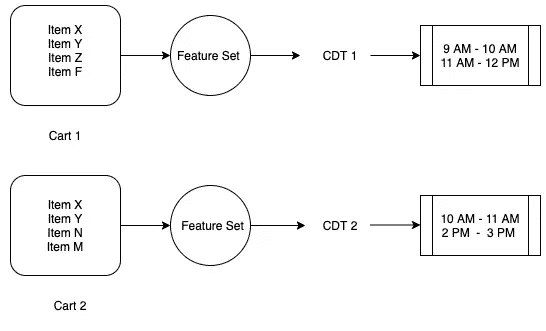 Item X
Item Y
Item Z
Item F
Feature Set
CDT 1
9 AM - 10 AM
11 AM - 12 PM
Cart 1
Item X
Item Y
Item N
Item M
Feature Set
CDT 2
10 AM - 11 AM
2 PM - 3 PM
Cart 2